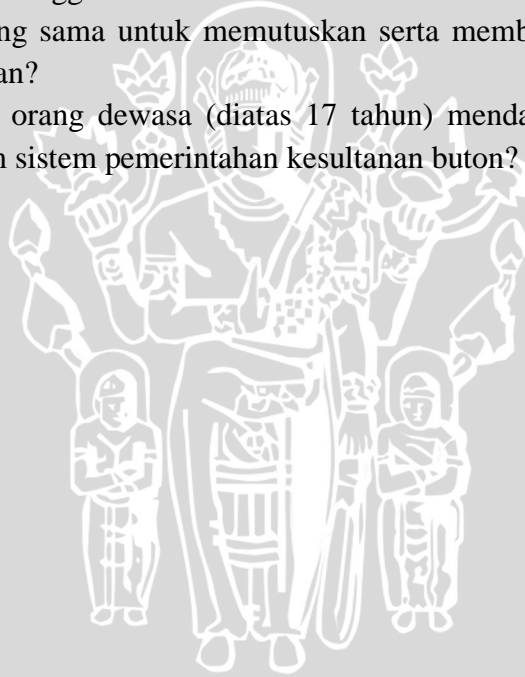 ng sama untuk memutuskan serta memb
an?
orang dewasa (diatas 17 tahun) menda
n sistem pemerintahan kesultanan buton?